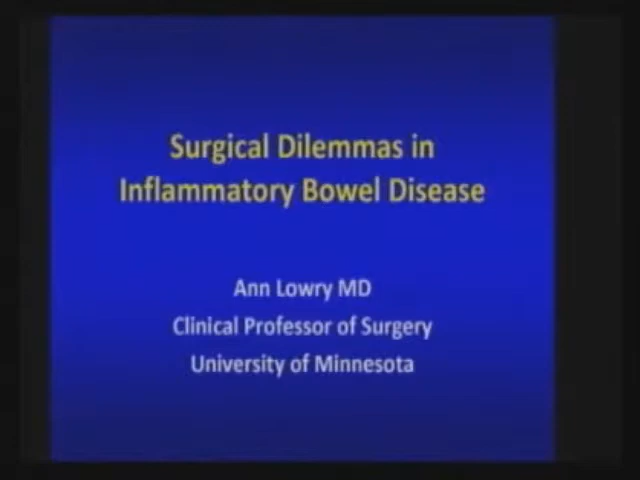 Surgical Dilemmas in
Inflammatory Bowel Disease
Ann Lowry MD
Clinical Professor of Surgery
University of Minnesota